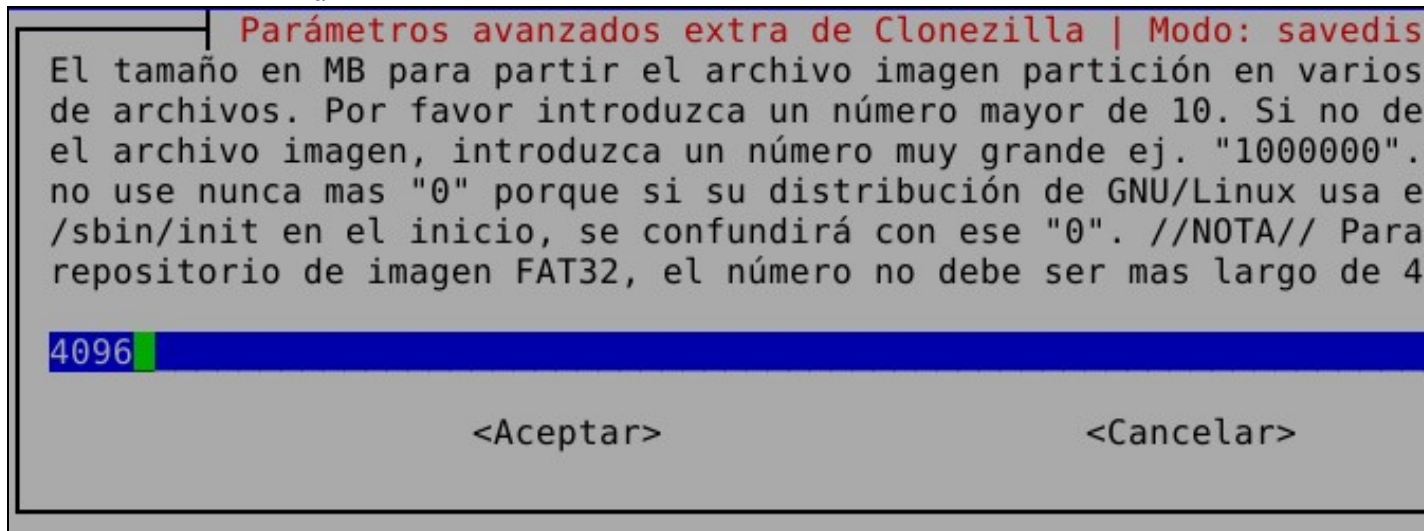 Parámetros avanzados extra de Clonezilla | Modo: savedis
El tamaño en MB para partir el archivo imagen partición en varios
de archivos. Por favor introduzca un número mayor de 10. Si no de
el archivo imagen, introduzca un número muy grande ej. "1000000".
no use nunca mas "0" porque si su distribución de GNU/Linux usa e
/sbin/init en el inicio, se confundirá con ese "0". //NOTA// Para
repositorio de imagen FAT32, el número no debe ser mas largo de 4
4096
<Aceptar> <Cancelar>